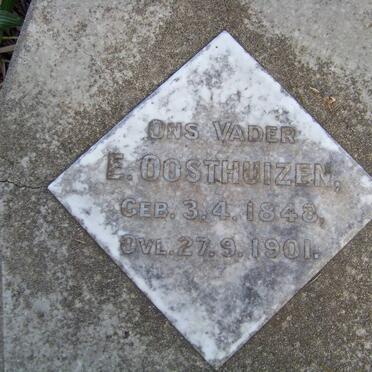 ONS VADER
E. OOSTHUIZEN,
GEB. 3.4. 1848.
OVL. 27.9. 1901.